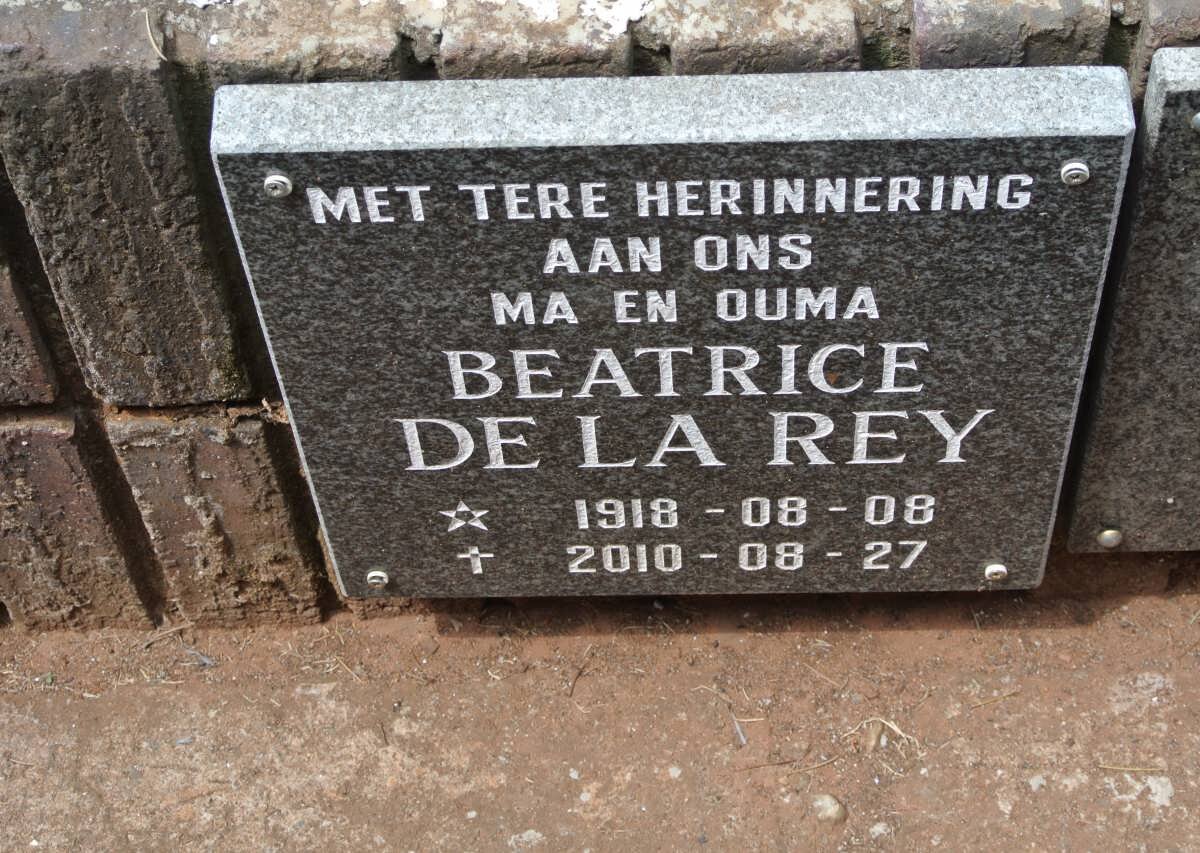 MET TERE HERINNERING
AAN ONS
MA EN OUMA
BEATRICE
DE LA REY
1918 - 08 - 08
2010 - 08 - 27